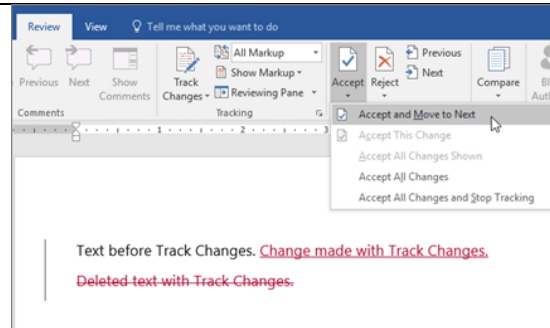 Review View Tell me what you want to do
All Markup
Previous
Show Markup
Next
Previous Next Show Comments Track Changes Reviewing Pane Accept Reject Compare
Comments Tracking
Accept and Move to Next
1 2 3
Accept This Change
Accept All Changes Shown
Accept All Changes
Accept All Changes and Stop Tracking
Text before Track Changes. Change made with Track Changes.
Deleted text with Track Changes.